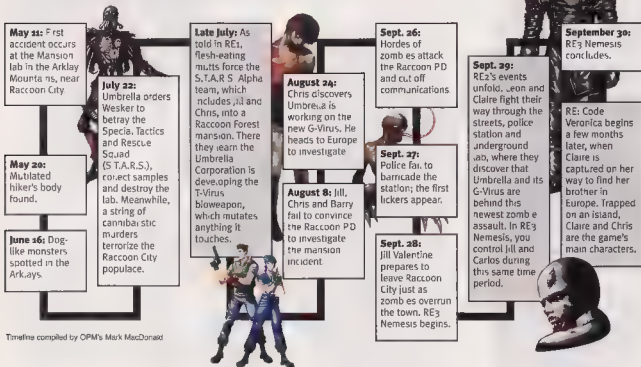 May 11: First
accident occurs
at the Mansion
lab in the Arklay
Mountains, near
Raccoon City.
May 20:
Mutilated
hiker's body
found.
June 16: Dog-
like monsters
spotted in the
Arklays.
July 22:
Umbrella orders
Wesker to
betray the
Special Tactics
and Rescue
Squad
(S.T.A.R.S.),
collect samples
and destroy the
lab. Meanwhile,
a string of
cannibalistic
murders
terrorize the
Raccoon City
populace.
Late July: As
told in RE1,
flesh-eating
mutts force the
S.T.A.R.S. Alpha
team, which
includes Jill and
Chris, into a
Raccoon Forest
mansion. There
they learn the
Umbrella
Corporation is
developing the
T-Virus
bioweapon,
which mutates
anything it
touches.
August 24:
Chris discovers
Umbrella is
working on the
new G-Virus. He
heads to Europe
to investigate
August 8: Jill,
Chris and Barry
fail to convince
the Raccoon PD
to investigate
the mansion
incident
Sept. 26:
Hordes of
zombies attack
the Raccoon PD
and cut off
communications
Sept. 27:
Police fail to
barricade the
station; the first
lickers appear.
Sept. 28:
Jill Valentine
prepares to
leave Raccoon
City just as
zombies overrun
the town. RE3
Nemesis begins.
Sept. 29:
RE2's events
unfold. Leon and
Claire fight their
way through the
streets, police
station and
underground
lab, where they
discover that
Umbrella and its
G-Virus are
behind this
newest zombie
assault. In RE3
Nemesis, you
control Jill and
Carlos during
this same time
period.
September 30:
RE3 Nemesis
concludes.
RE: Code
Veronica begins
a few months
later, when
Claire is
captured on her
way to find her
brother in
Europe. Trapped
on an island,
Claire and Chris
are the game's
main characters.
Timeline compiled by OPM's Mark MacDonald